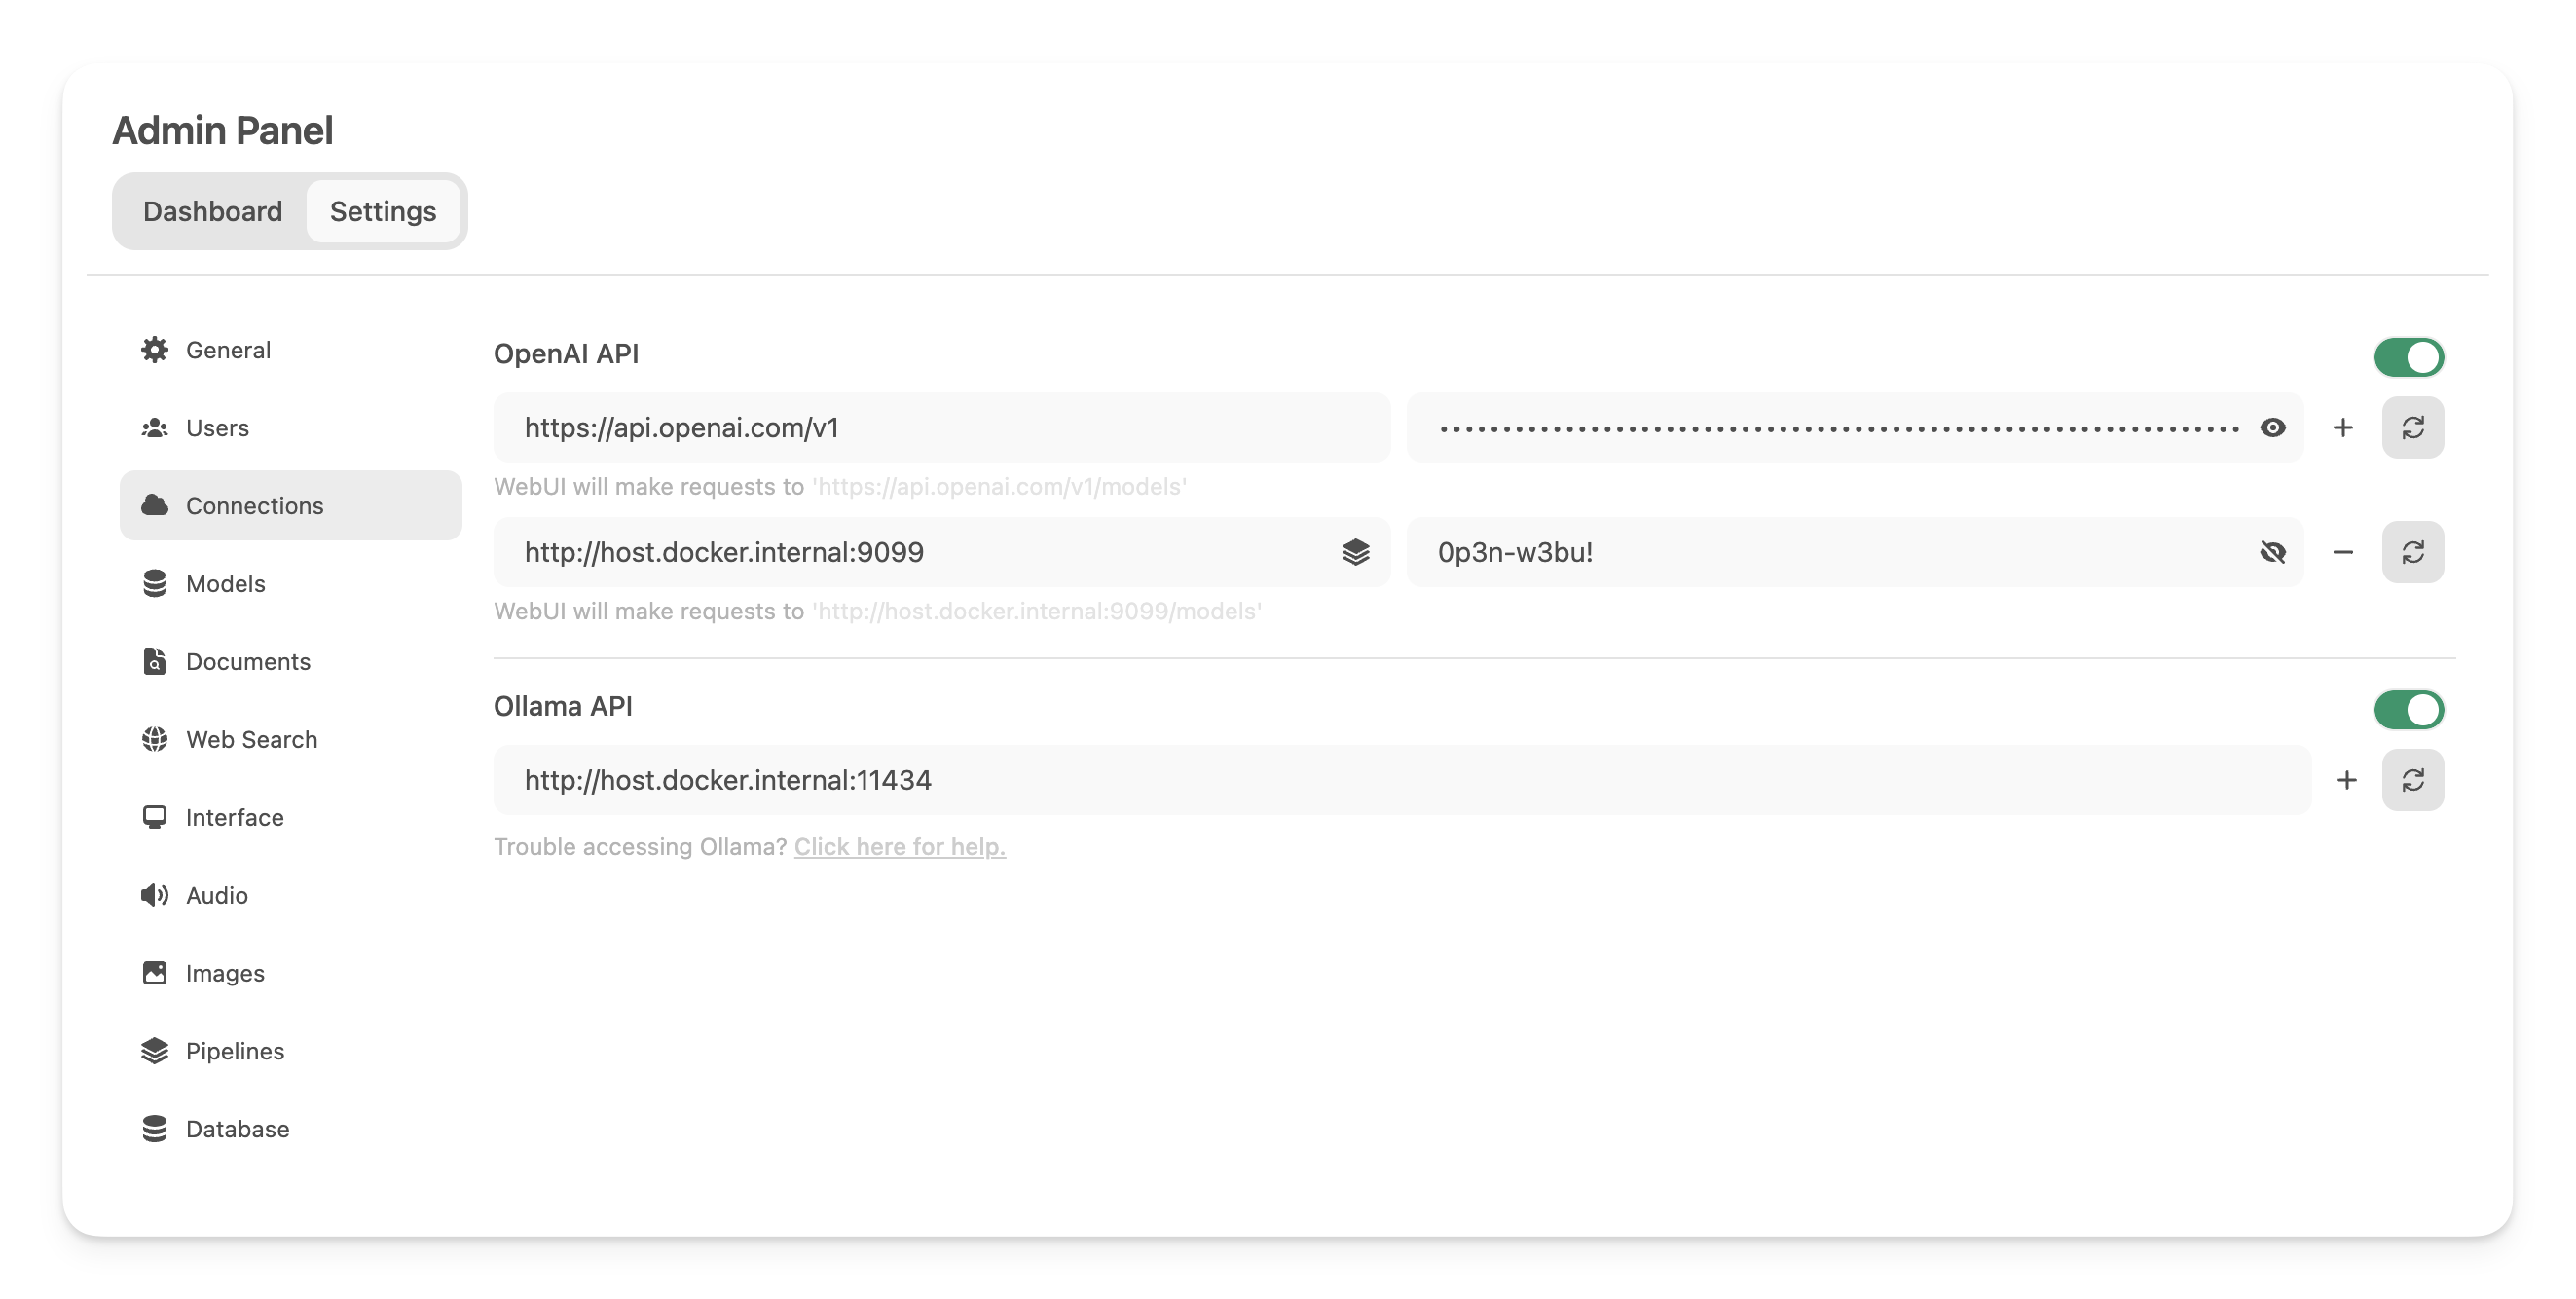 Admin Panel
Dashboard
Settings
General
Users
Connections
Models
Documents
Web Search
Interface
Audio
Images
Pipelines
Database
OpenAI API
https://api.openai.com/v1
WebUI will make requests to 'https://api.openai.com/v1/models'
http://host.docker.internal:9099
0p3n-w3bu!
WebUI will make requests to 'http://host.docker.internal:9099/models'
Ollama API
http://host.docker.internal:11434
Trouble accessing Ollama? Click here for help.